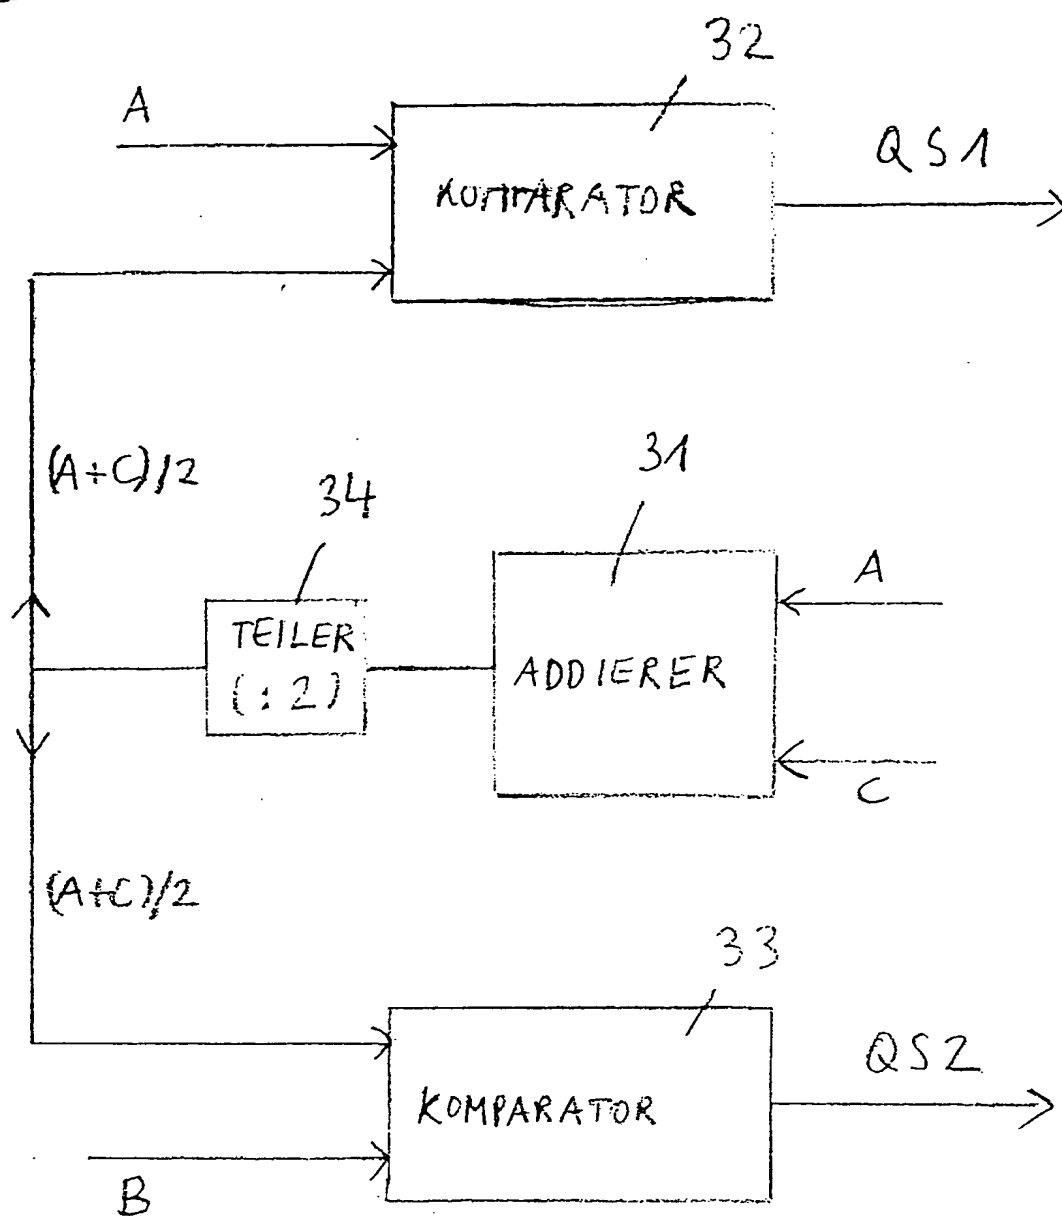 32
A
QS1
KOMPARATOR
(A+C)/2
34
31
A
TEILER
(:2)
ADDIERER
C
(A+C)/2
33
QS2
KOMPARATOR
B